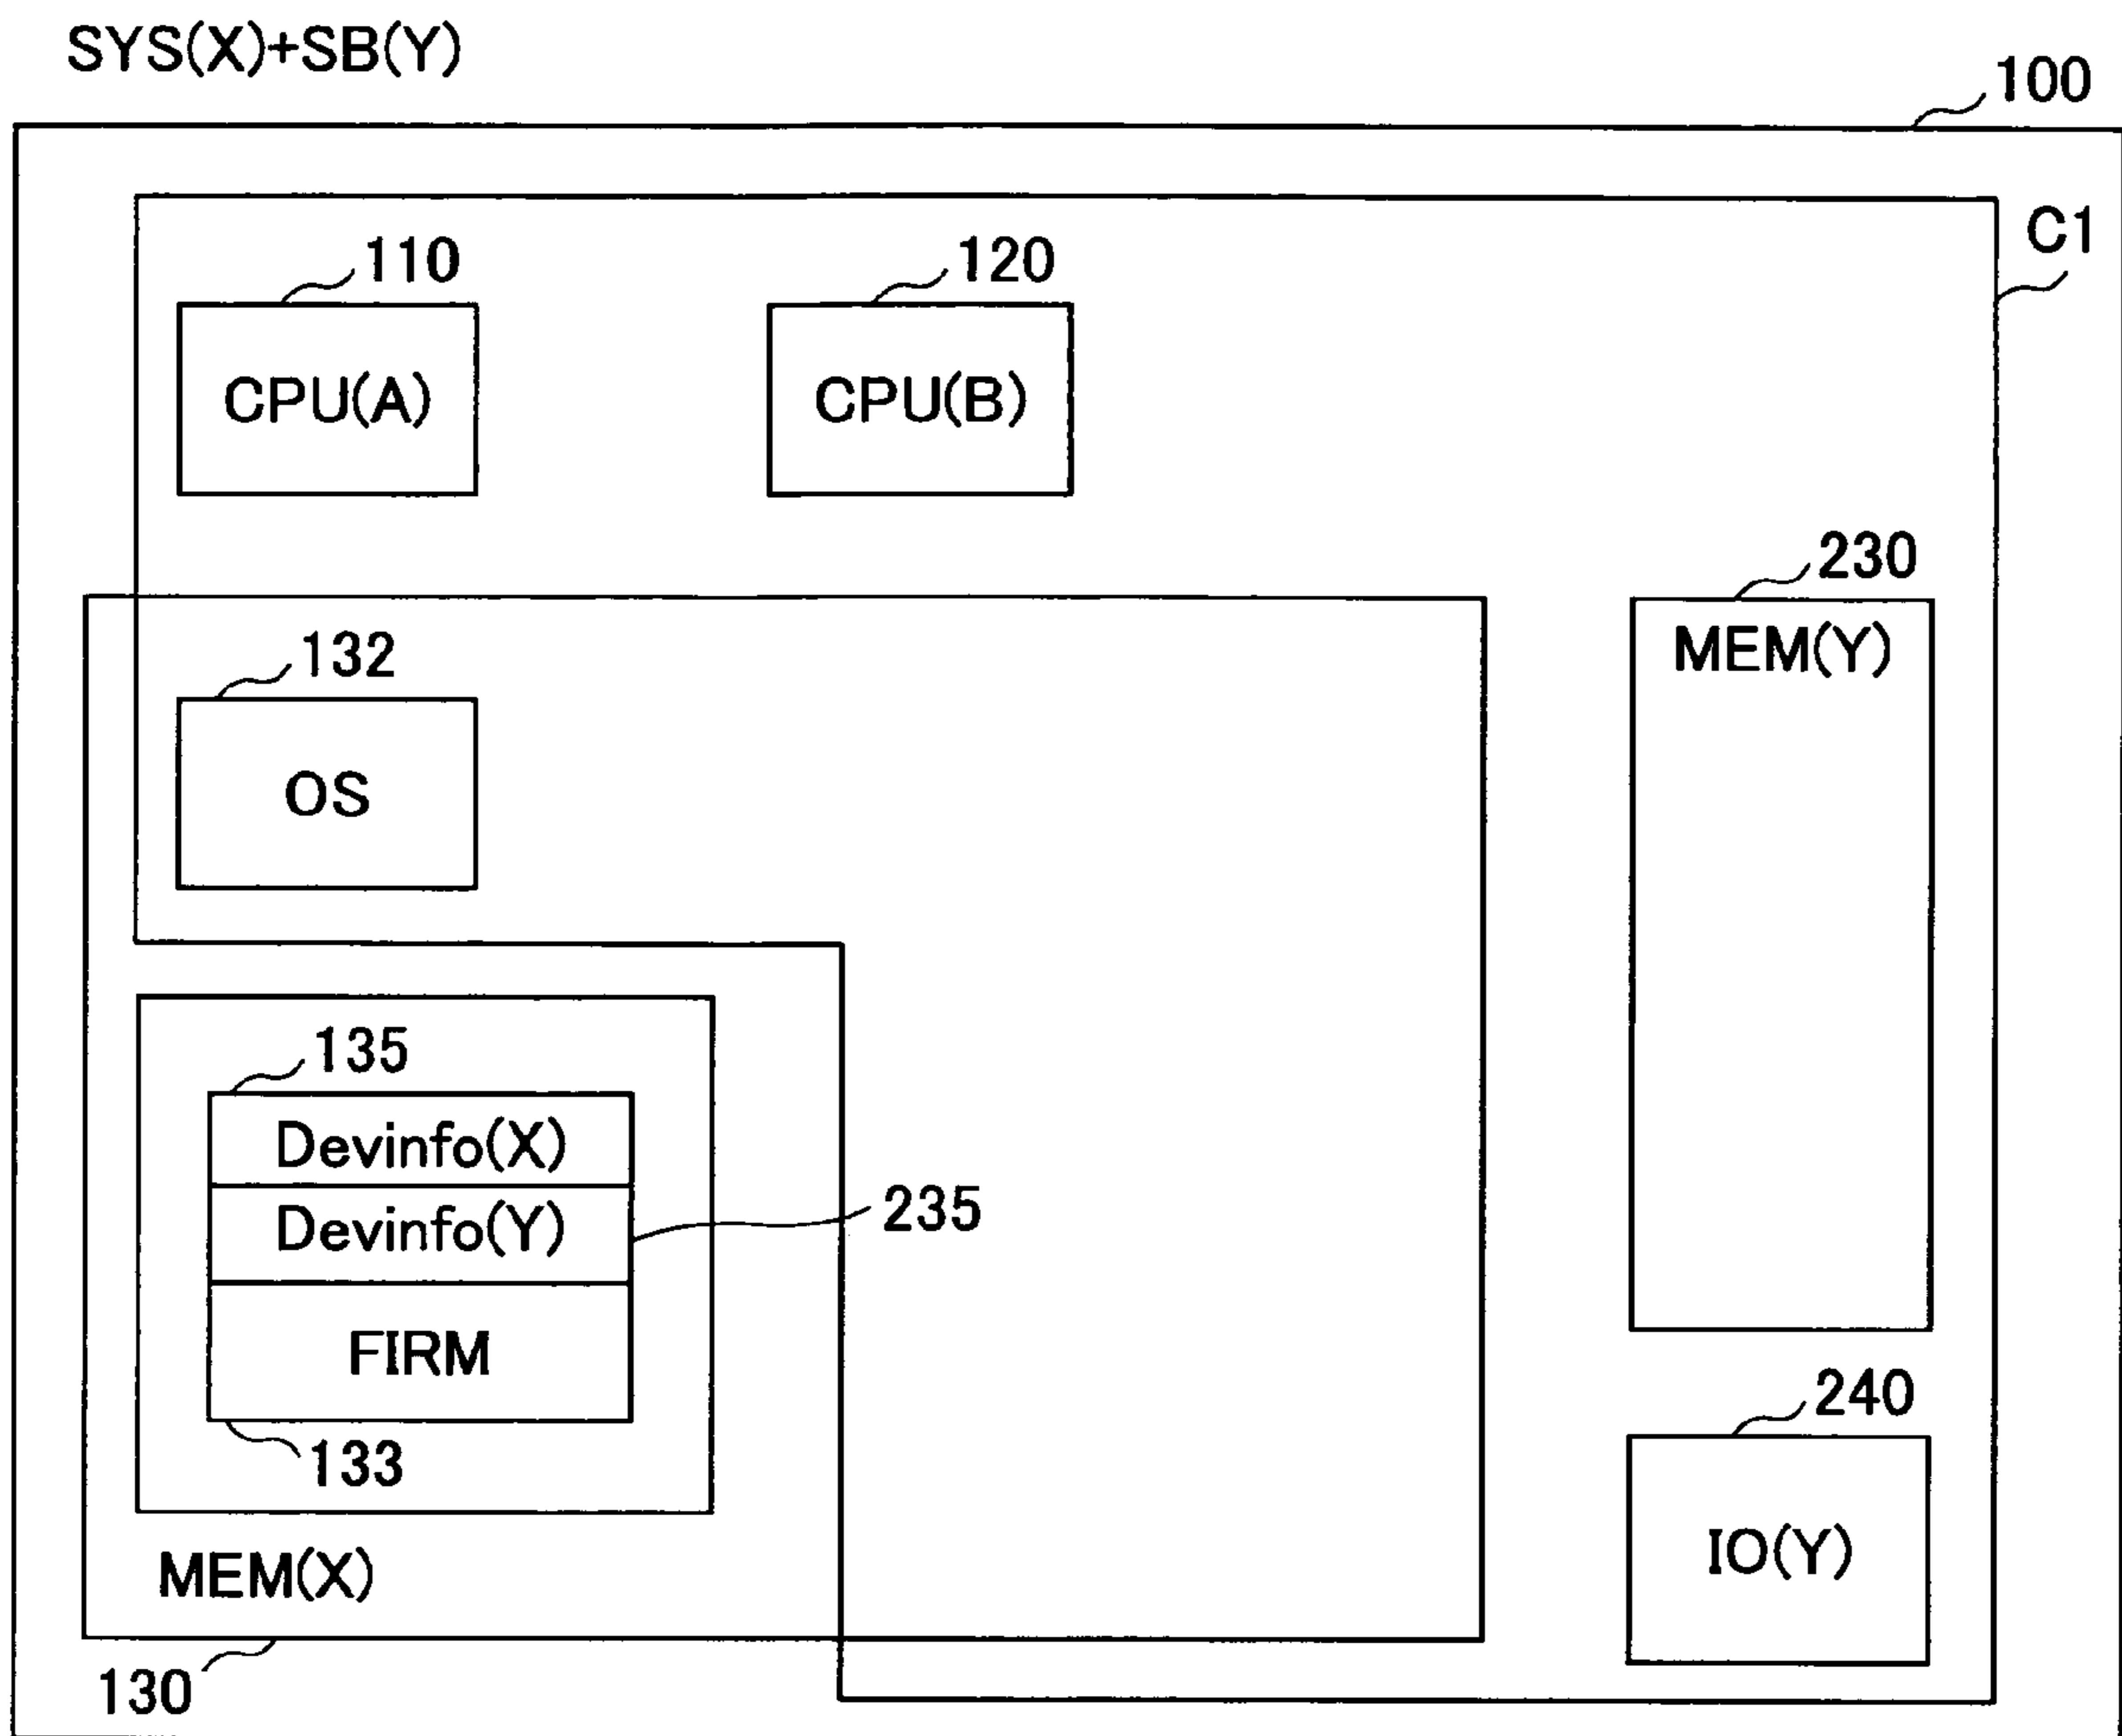 SYS(X)+SB(Y)
100
C1
110
120
CPU(A)
CPU(B)
230
MEM(Y)
132
OS
135
Devinfo(X)
Devinfo(Y)
235
FIRM
133
240
IO(Y)
MEM(X)
130